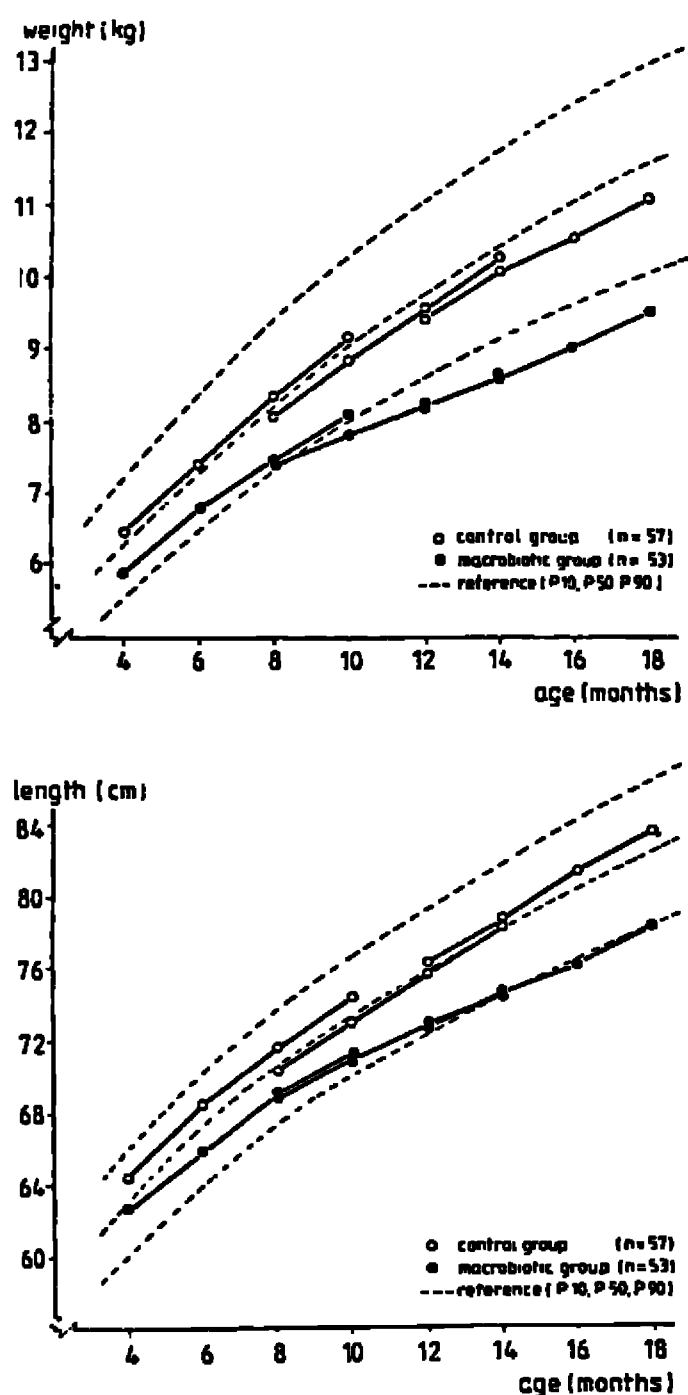 weight (kg)
13
12
11
10
9
8
7
6
o control group (n=57)
macrobiotic group (n=53)
--- reference (P10, P50 P90)
4 6 8 10 12 14 16 18
age (months)
length (cm)
84
80
76
72
68
64
60
o control group (n=57)
macrobiotic group (n=53)
--- reference (P10, P50, P90)
4 6 8 10 12 14 16 18
age (months)